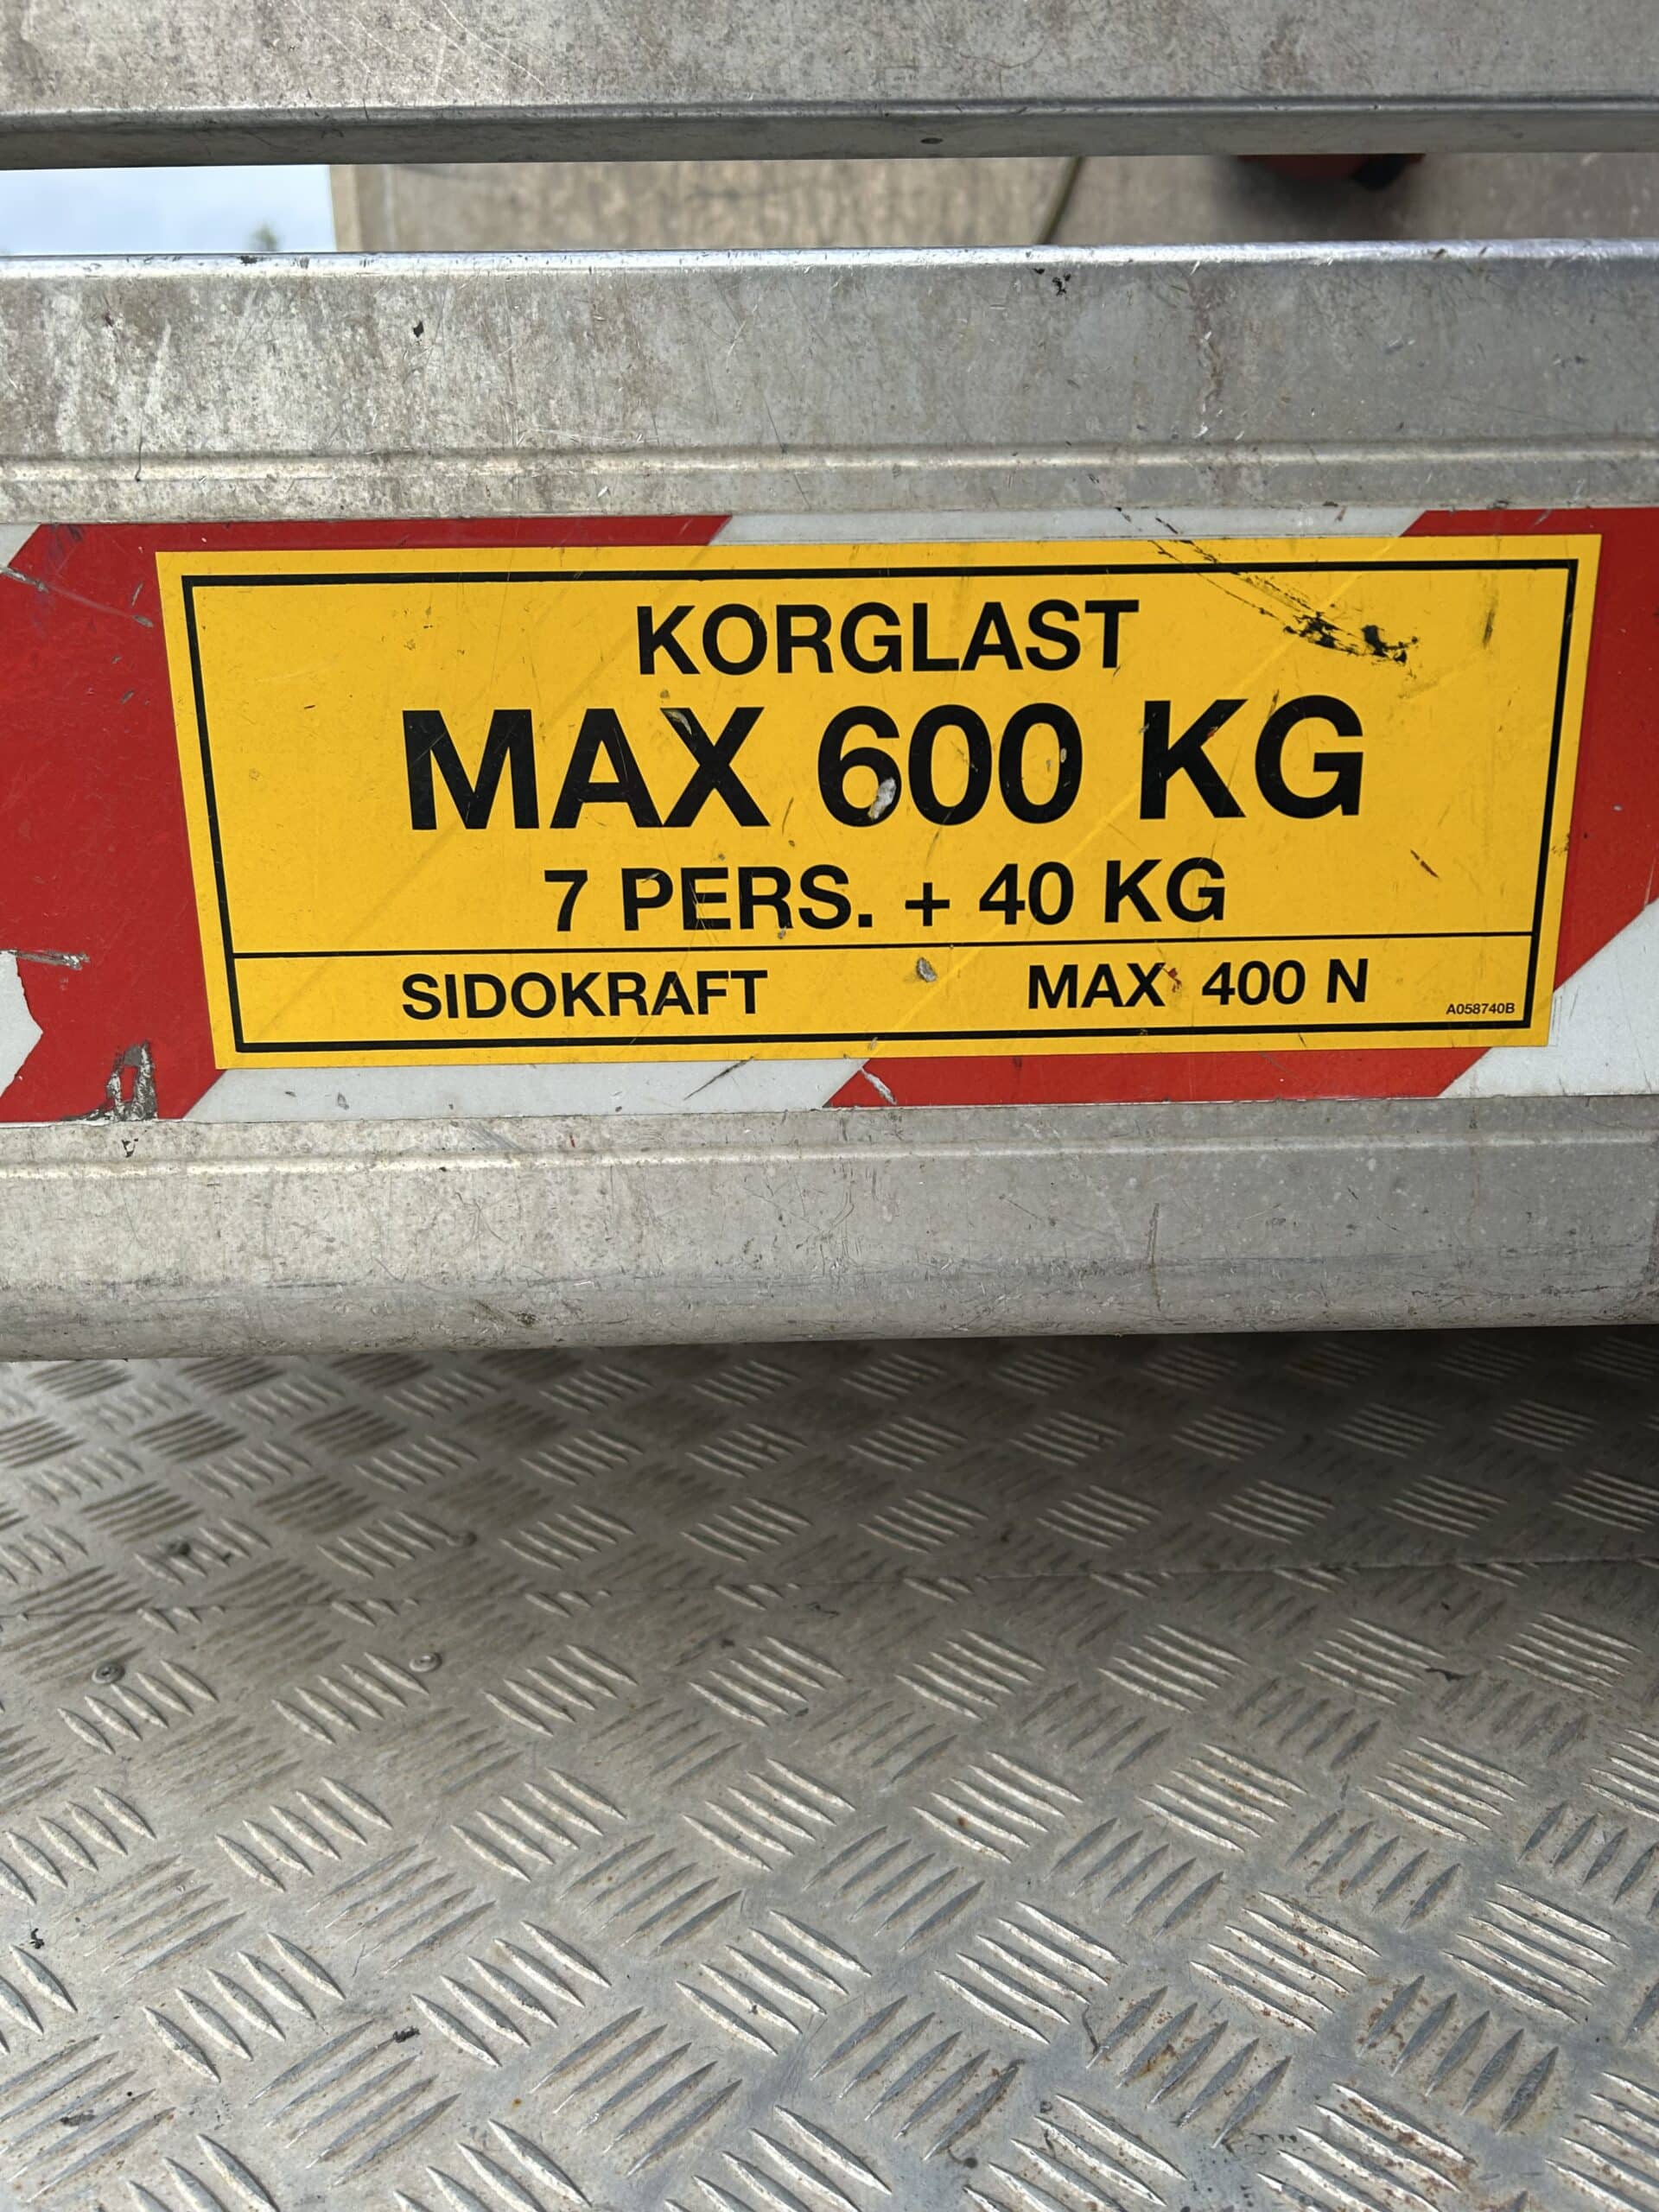 KORGLAST
MAX 600 KG
7 PERS. + 40 KG
SIDOKRAFT MAX 400 N
A058740B